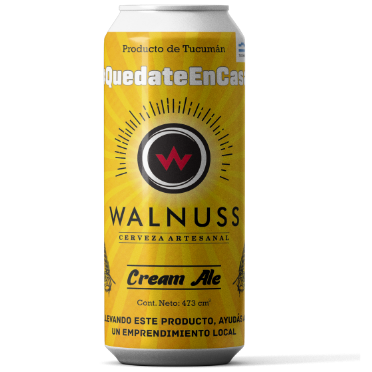 Producto de Tucumán
#QuedateEnCas
W
WALNUSS
CERVEZA ARTESANAL
Cream Ale
Cont. Neto: 473 cm³
LEVANDO ESTE PRODUCTO, AYUDÁS A
UN EMPRENDIMIENTO LOCAL